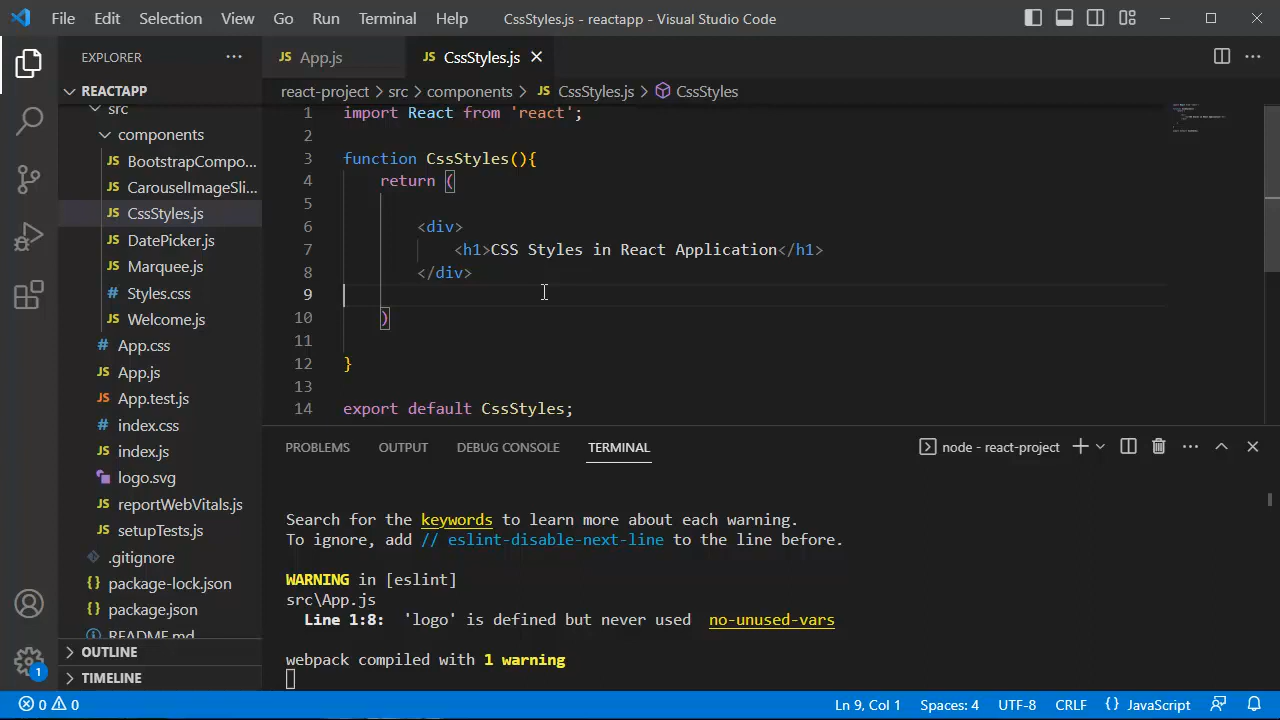 File Edit Selection View Go Run Terminal Help CssStyles.js - reactapp - Visual Studio Code
EXPLORER
App.js
CssStyles.js
REACTAPP
src
components
BootstrapCompo...
CarouselImageSli...
CssStyles.js
DatePicker.js
Marquee.js
Styles.css
Welcome.js
App.css
App.js
App.test.js
index.css
index.js
logo.svg
reportWebVitals.js
setupTests.js
.gitignore
package-lock.json
package.json
README.md
OUTLINE
TIMELINE
react-project > src > components > CssStyles.js > CssStyles
1 import React from 'react';
2
3 function CssStyles(){
4 return (
5
6 <div>
7 <h1>CSS Styles in React Application</h1>
8 </div>
9
10 )
11
12 }
13
14 export default CssStyles;
PROBLEMS OUTPUT DEBUG CONSOLE TERMINAL node - react-project
Search for the keywords to learn more about each warning.
To ignore, add // eslint-disable-next-line to the line before.
WARNING in [eslint]
src\App.js
Line 1:8: 'logo' is defined but never used no-unused-vars
webpack compiled with 1 warning
1
0 0 Ln 9, Col 1 Spaces: 4 UTF-8 CRLF {} JavaScript